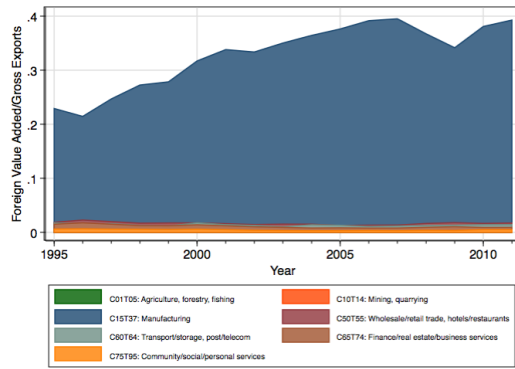 Foreign Value Added/Gross Exports
.4
.3
.2
.1
0
1995
2000
2005
2010
Year
C01T05: Agriculture, forestry, fishing
C10T14: Mining, quarrying
C15T37: Manufacturing
C50T55: Wholesale/retail trade, hotels/restaurants
C60T64: Transport/storage, post/telecom
C65T74: Finance/real estate/business services
C75T95: Community/social/personal services